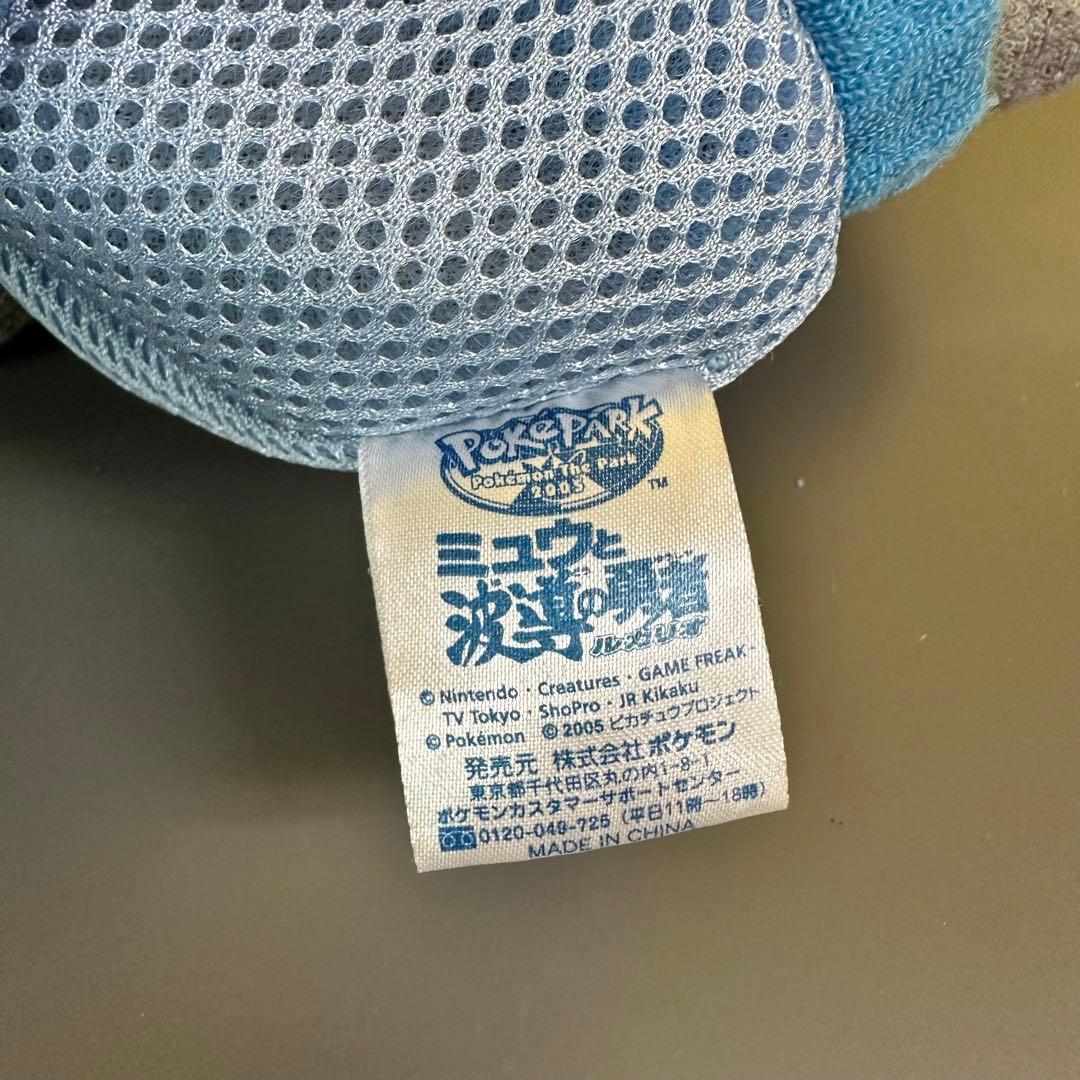 PokéPARK
Pokémon The Park
2005
TM
ミュウと
波導の勇者
ルカリオ
© Nintendo・Creatures・GAME FREAK・
TV Tokyo・ShoPro・JR Kikaku
© Pokémon © 2005 ピカチュウプロジェクト
発売元 株式会社ポケモン
東京都千代田区丸の内1-8-1
ポケモンカスタマーサポートセンター
0120-049-725（平日11時〜18時）
MADE IN CHINA